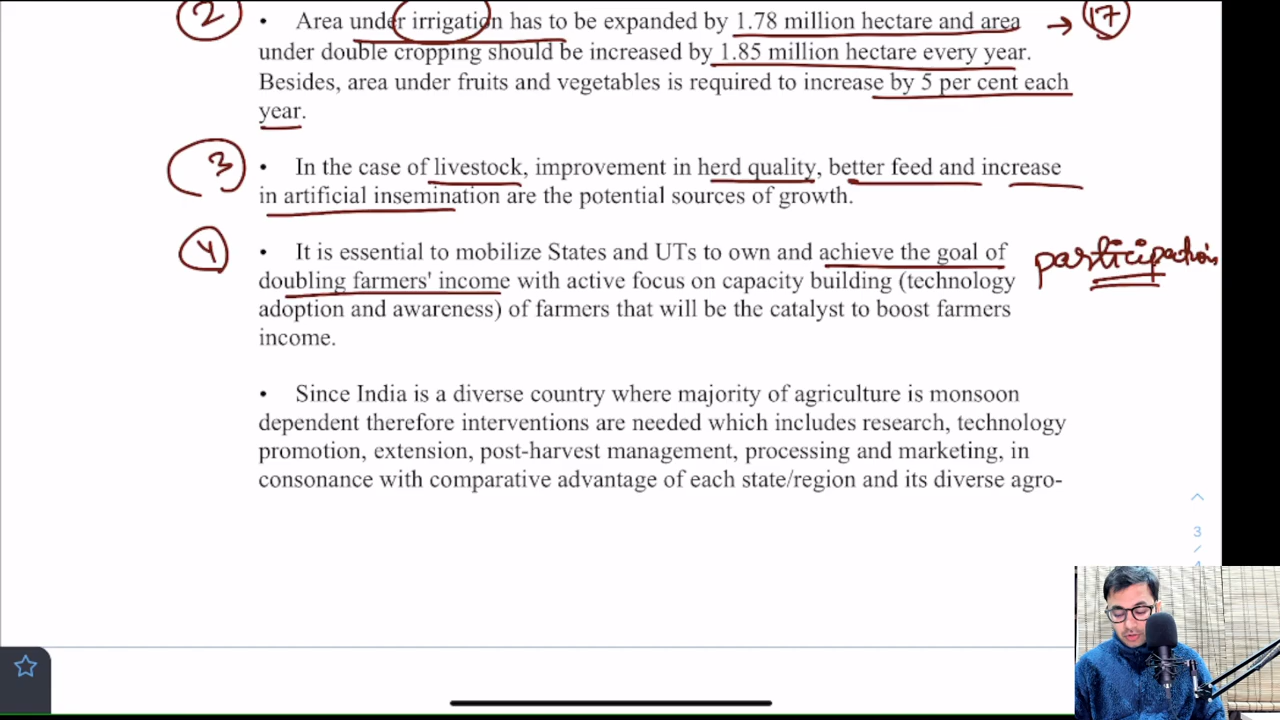 2
• Area under irrigation has to be expanded by 1.78 million hectare and area → 17
under double cropping should be increased by 1.85 million hectare every year.
Besides, area under fruits and vegetables is required to increase by 5 per cent each
year.
3
• In the case of livestock, improvement in herd quality, better feed and increase
in artificial insemination are the potential sources of growth.
4
• It is essential to mobilize States and UTs to own and achieve the goal of
participation
doubling farmers' income with active focus on capacity building (technology
adoption and awareness) of farmers that will be the catalyst to boost farmers
income.
• Since India is a diverse country where majority of agriculture is monsoon
dependent therefore interventions are needed which includes research, technology
promotion, extension, post-harvest management, processing and marketing, in
consonance with comparative advantage of each state/region and its diverse agro-
3
/